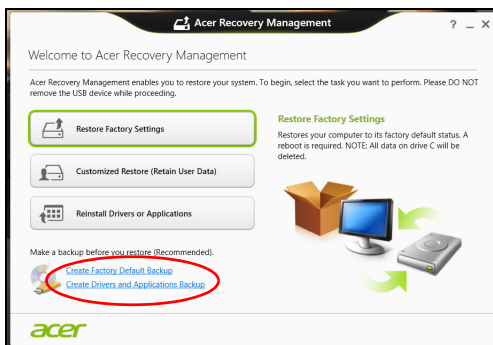 Acer Recovery Management
? _ X
Welcome to Acer Recovery Management
Acer Recovery Management enables you to restore your system. To begin, select the task you want to perform. Please DO NOT
remove the USB device while proceeding.
Restore Factory Settings
Customized Restore (Retain User Data)
Reinstall Drivers or Applications
Restore Factory Settings
Restores your computer to its factory default status. A
reboot is required. NOTE: All data on drive C will be
deleted.
Make a backup before you restore (Recommended).
Create Factory Default Backup
Create Drivers and Applications Backup
acer